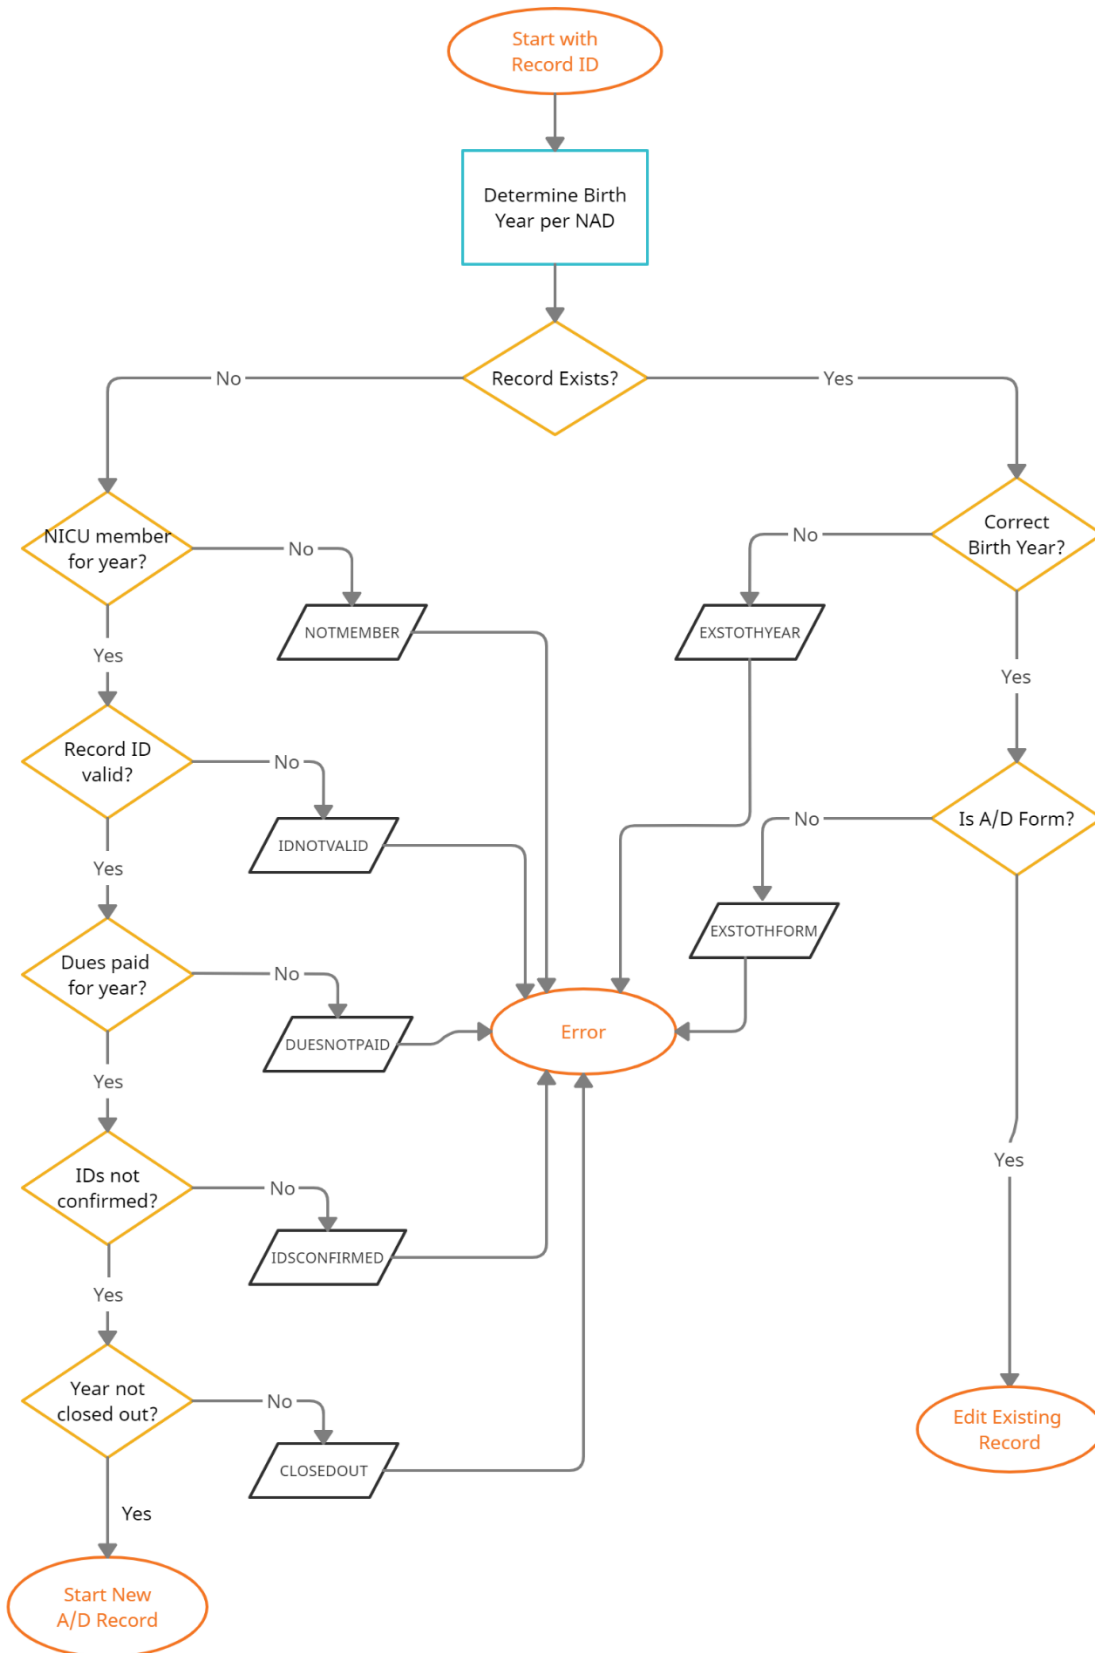 Start with
Record ID
Determine Birth
Year per NAD
Record Exists?
No
Yes
NICU member
for year?
No
NOTMEMBER
Correct
Birth Year?
No
EXSTOTHYEAR
Yes
Yes
Record ID
valid?
No
IDNOTVALID
Is A/D Form?
No
EXSTOTHFORM
Yes
Dues paid
for year?
No
DUESNOTPAID
Error
Yes
IDs not
confirmed?
No
IDSCONFIRMED
Yes
Yes
Year not
closed out?
No
CLOSEDOUT
Edit Existing
Record
Yes
Start New
A/D Record